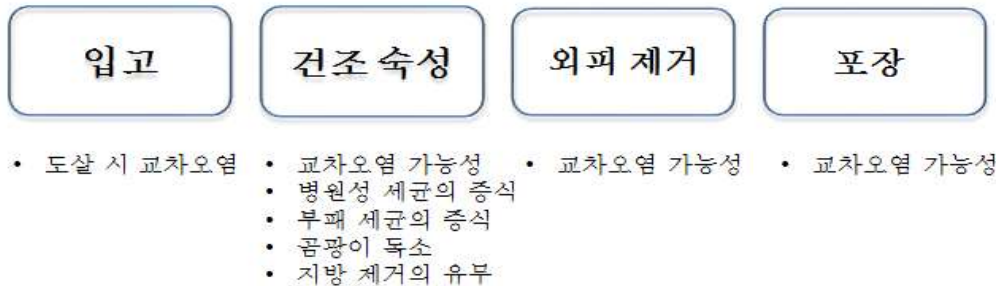 입고
건조 숙성
외피 제거
포장
• 도살 시 교차오염
• 교차오염 가능성
• 병원성 세균의 증식
• 부패 세균의 증식
• 곰팡이 독소
• 지방 제거의 유무
• 교차오염 가능성
• 교차오염 가능성